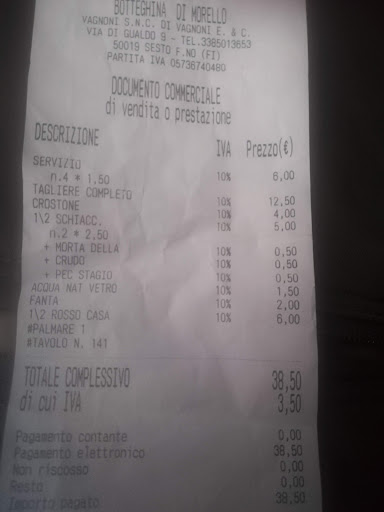 BOTTEGHINA DI MORELLO
VAGNONI S.N.C. DI VAGNONI E. & C.
VIA DI GUALDO 9 - TEL.3385013653
50019 SESTO F.NO (FI)
PARTITA IVA 05736740480
DOCUMENTO COMMERCIALE
di vendita o prestazione
DESCRIZIONE IVA Prezzo(€)
SERVIZIO
n.4 * 1,50 10% 6,00
TAGLIERE COMPLETO 10% 12,50
CROSTONE 10% 4,00
1\2 SCHIACC. 10% 5,00
n.2 * 2,50
+ MORTA DELLA 10% 0,50
+ CRUDO 10% 0,50
+ PEC STAGIO 10% 0,50
ACQUA NAT VETRO 10% 1,50
FANTA 10% 2,00
1\2 ROSSO CASA 10% 6,00
#PALMARE 1
#TAVOLO N. 141
TOTALE COMPLESSIVO 38,50
di cui IVA 3,50
Pagamento contante 0,00
Pagamento elettronico 38,50
Non riscosso 0,00
Resto 0,00
Importo pagato 38,50